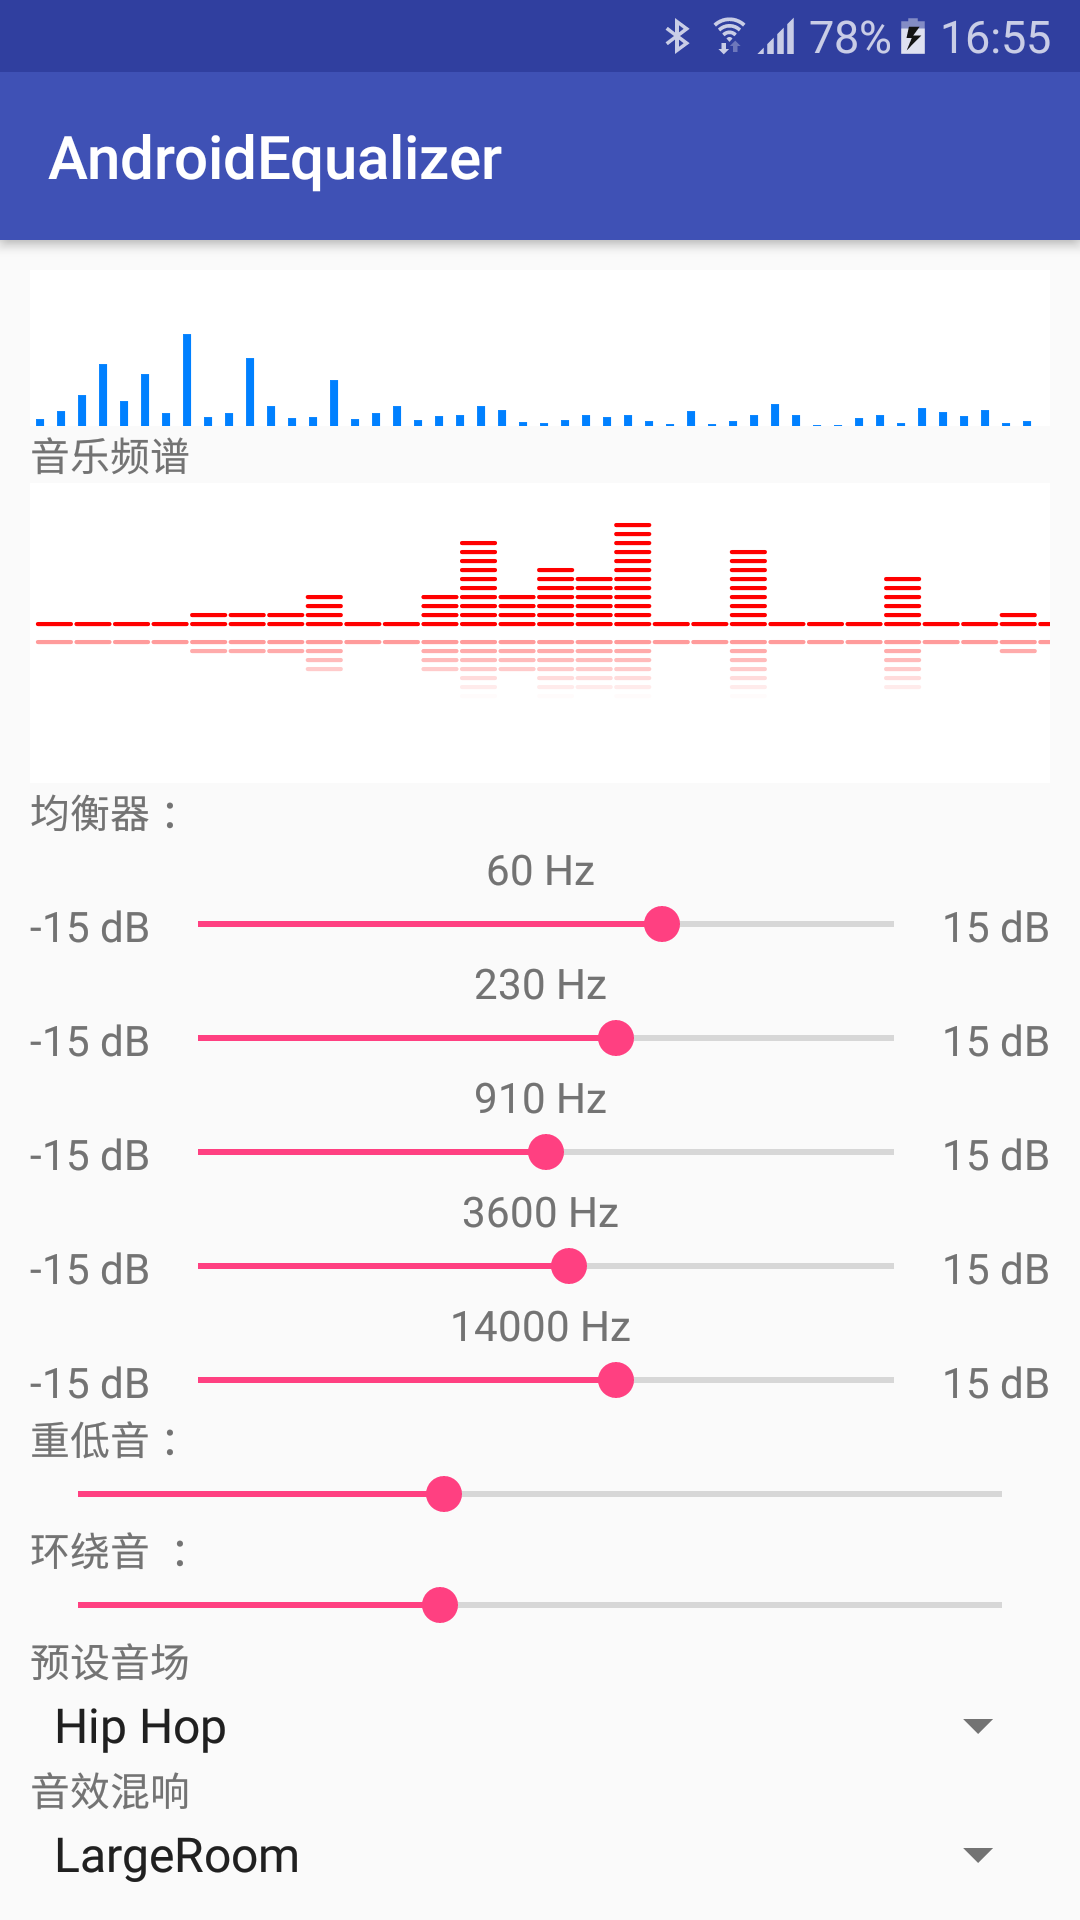 78% 16:55
AndroidEqualizer
音乐频谱
均衡器：
60 Hz
-15 dB 15 dB
230 Hz
-15 dB 15 dB
910 Hz
-15 dB 15 dB
3600 Hz
-15 dB 15 dB
14000 Hz
-15 dB 15 dB
重低音：
环绕音 ：
预设音场
Hip Hop
音效混响
LargeRoom